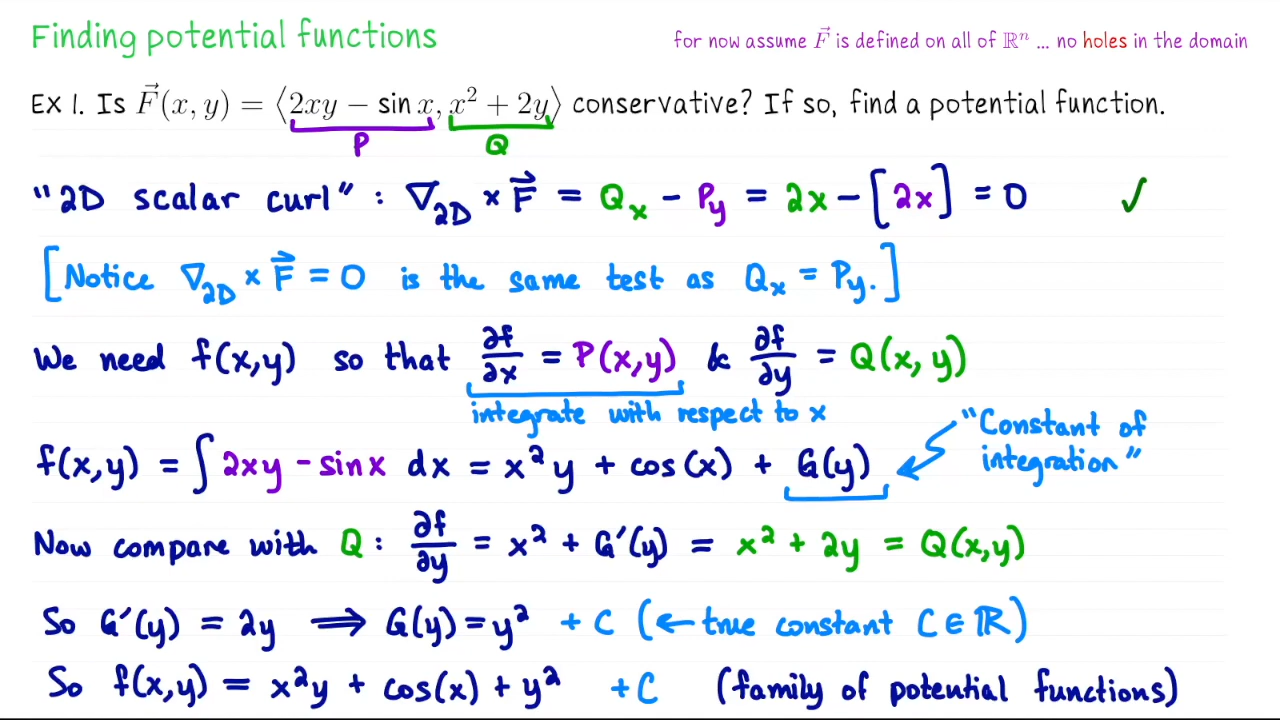 Finding potential functions
for now assume F⃗ is defined on all of ℝⁿ ... no holes in the domain
Ex 1. Is F⃗(x, y) = ⟨2xy − sin x, x² + 2y⟩ conservative? If so, find a potential function.
P Q
"2D scalar curl" : ∇₂D × F⃗ = Qₓ − Py = 2x − [2x] = 0 ✓
[Notice ∇₂D × F⃗ = 0 is the same test as Qₓ = Py.]
We need f(x,y) so that ∂f/∂x = P(x,y) & ∂f/∂y = Q(x,y)
integrate with respect to x
"Constant of
integration"
f(x,y) = ∫ 2xy − sinx dx = x²y + cos(x) + G(y)
Now compare with Q : ∂f/∂y = x² + G'(y) = x² + 2y = Q(x,y)
So G'(y) = 2y ⟹ G(y) = y² + C (← true constant C ∈ ℝ)
So f(x,y) = x²y + cos(x) + y² + C (family of potential functions)